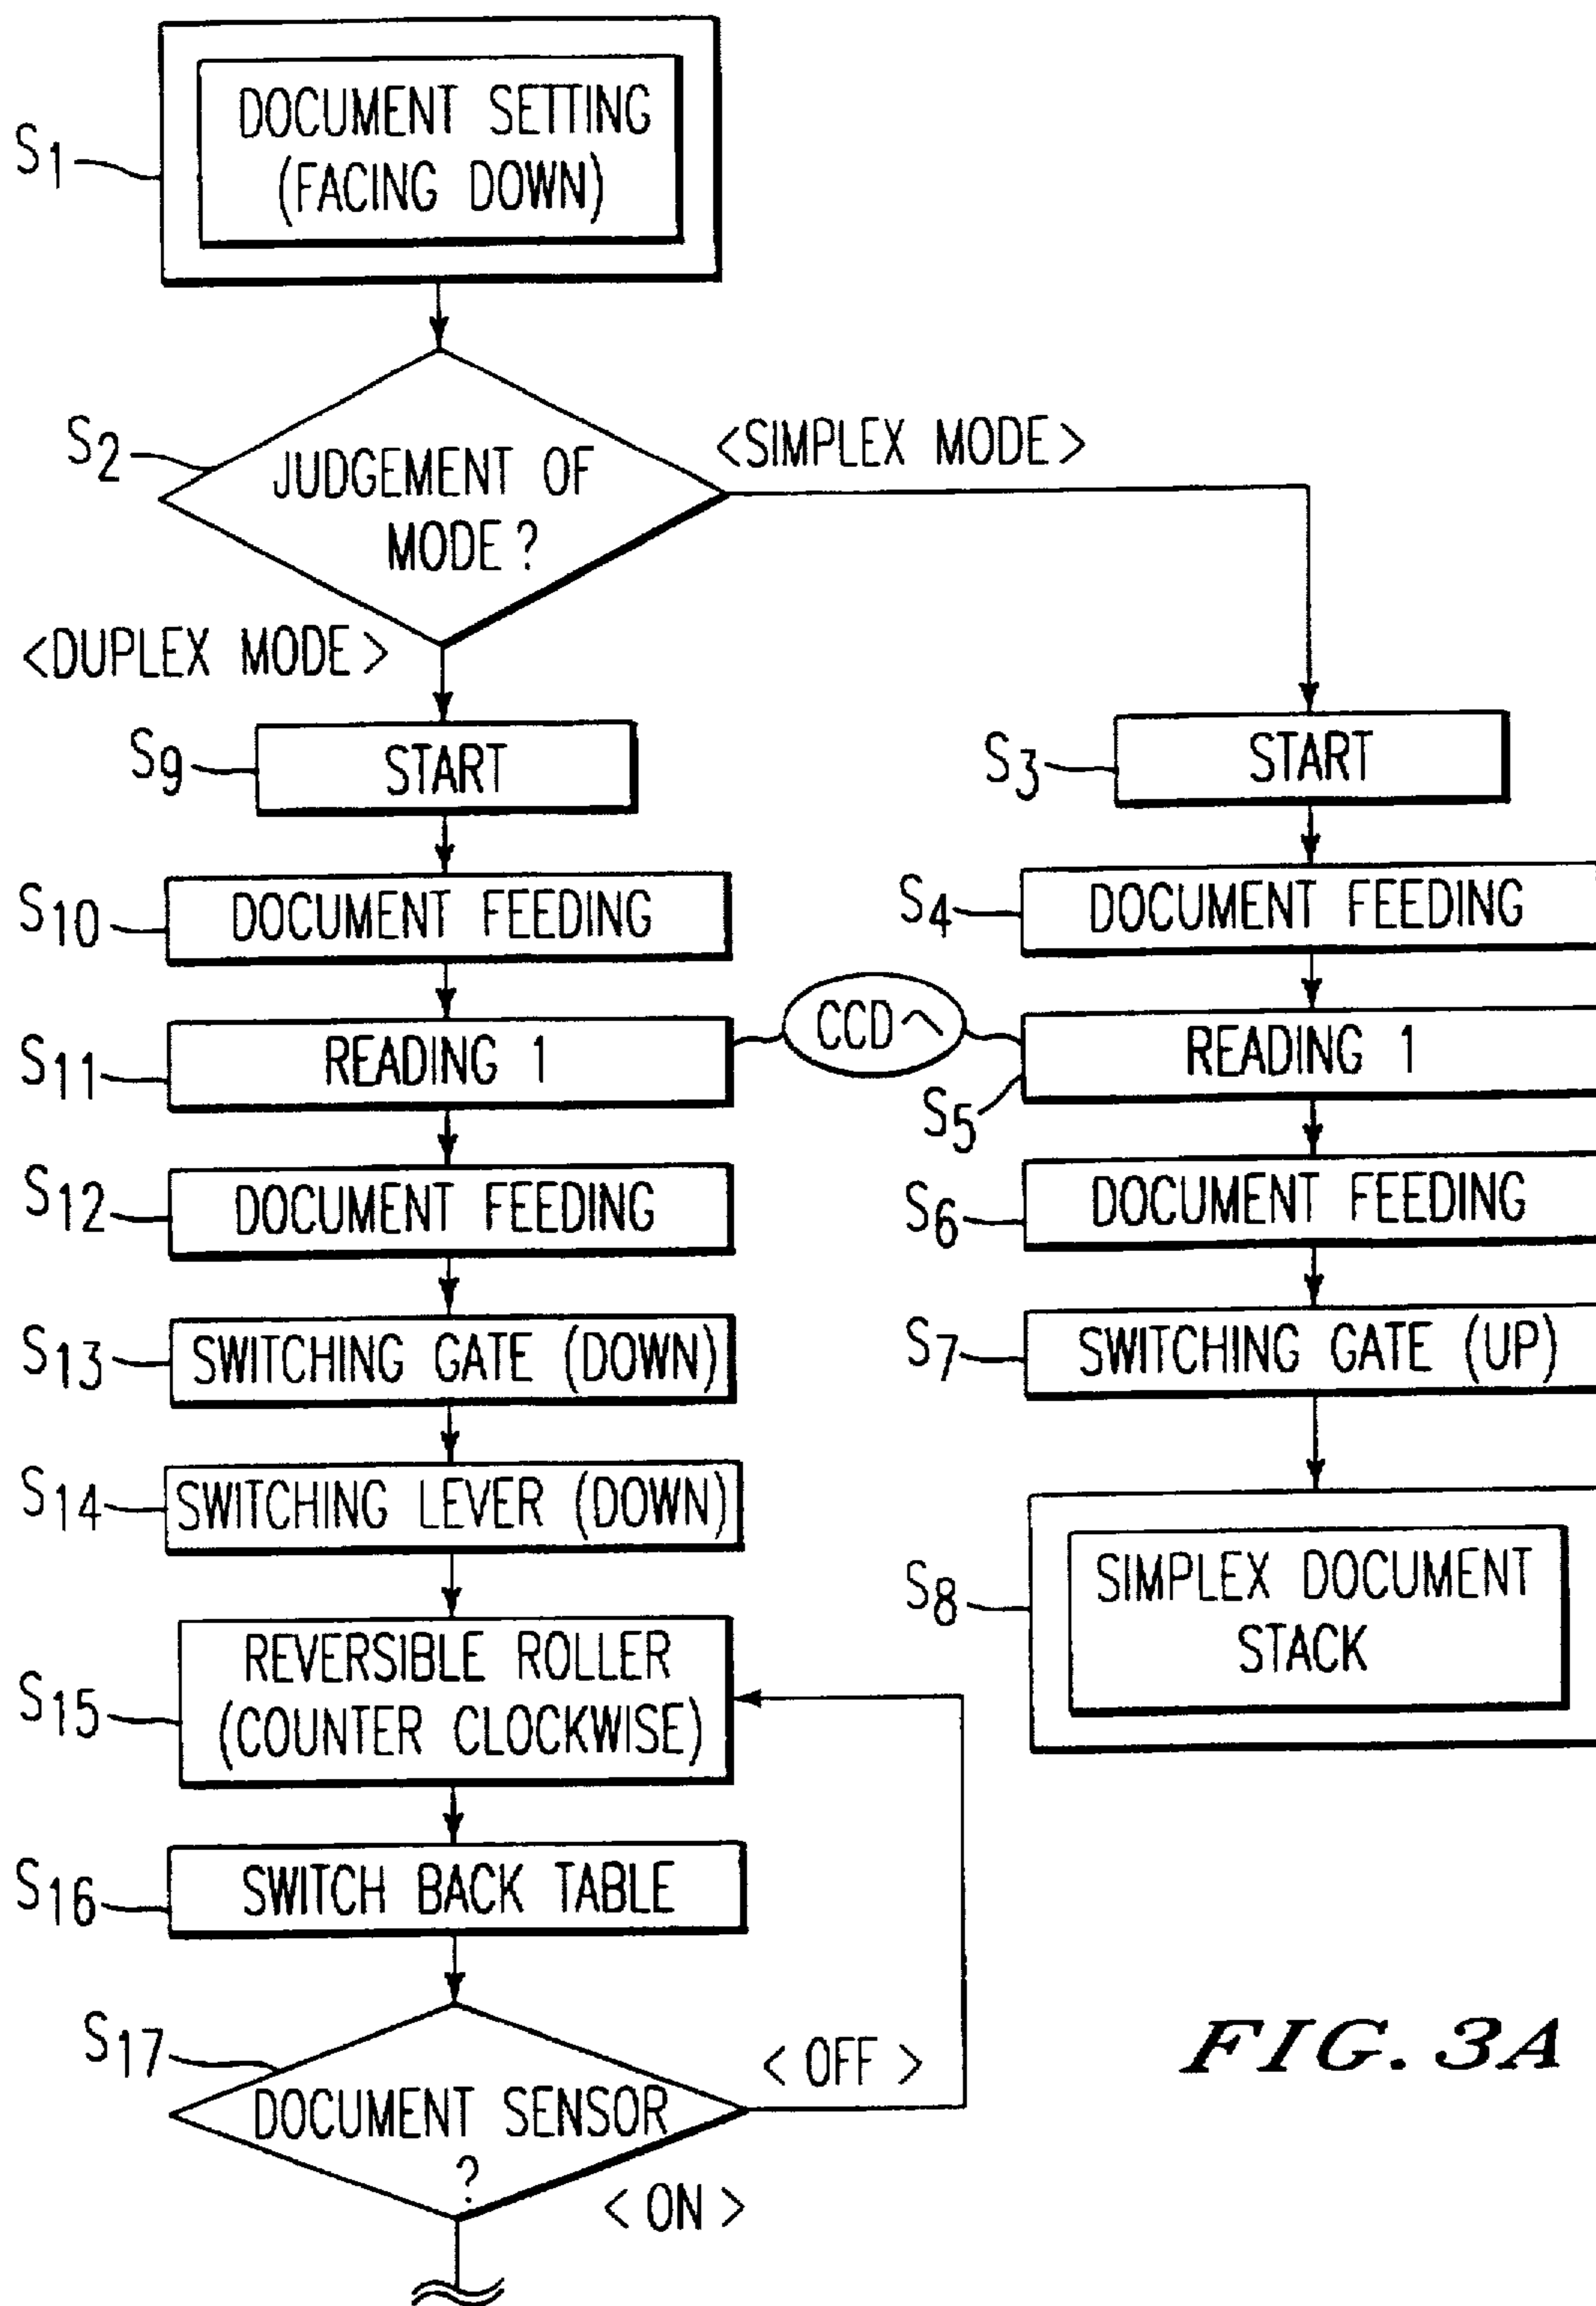 S1
DOCUMENT SETTING
(FACING DOWN)
S2
JUDGEMENT OF
MODE?
<SIMPLEX MODE>
<DUPLEX MODE>
S9
START
S3
START
S10
DOCUMENT FEEDING
S4
DOCUMENT FEEDING
S11
READING 1
CCD ヘ
S5
READING 1
S12
DOCUMENT FEEDING
S6
DOCUMENT FEEDING
S13
SWITCHING GATE (DOWN)
S7
SWITCHING GATE (UP)
S14
SWITCHING LEVER (DOWN)
S8
SIMPLEX DOCUMENT
STACK
S15
REVERSIBLE ROLLER
(COUNTER CLOCKWISE)
S16
SWITCH BACK TABLE
S17
DOCUMENT SENSOR
?
<OFF>
<ON>
FIG. 3A